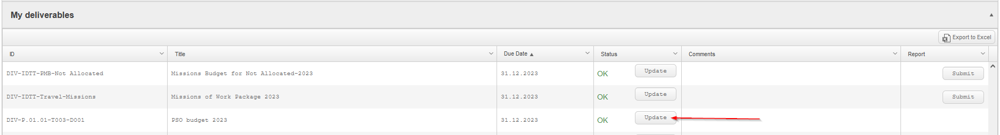 My deliverables
Export to Excel
ID Title Due Date Status Comments Report
DIV-IDTT-PMB-Not Allocated Missions Budget for Not Allocated-2023 31.12.2023 OK Update Submit
DIV-IDTT-Travel-Missions Missions of Work Package 2023 31.12.2023 OK Update Submit
DIV-P.01.01-T003-D001 PSO budget 2023 31.12.2023 OK Update